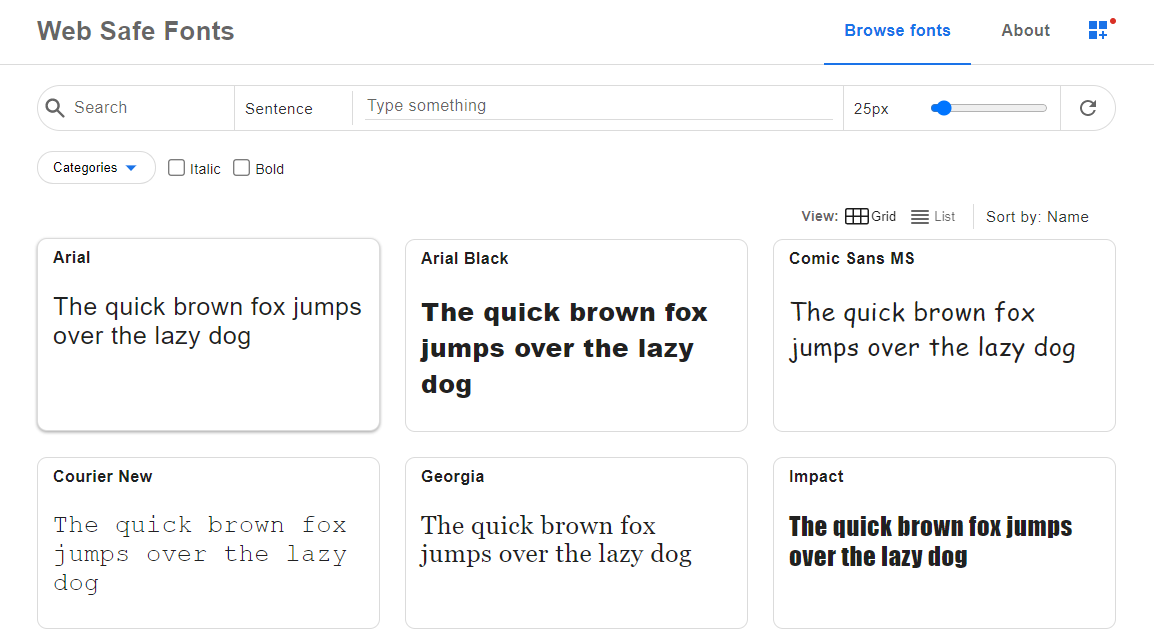 Web Safe Fonts
Browse fonts
About
Search
Sentence
Type something
25px
Categories
Italic
Bold
View:
Grid
List
Sort by: Name
Arial
The quick brown fox jumps
over the lazy dog
Arial Black
The quick brown fox
jumps over the lazy
dog
Comic Sans MS
The quick brown fox
jumps over the lazy dog
Courier New
The quick brown fox
jumps over the lazy
dog
Georgia
The quick brown fox
jumps over the lazy dog
Impact
The quick brown fox jumps
over the lazy dog